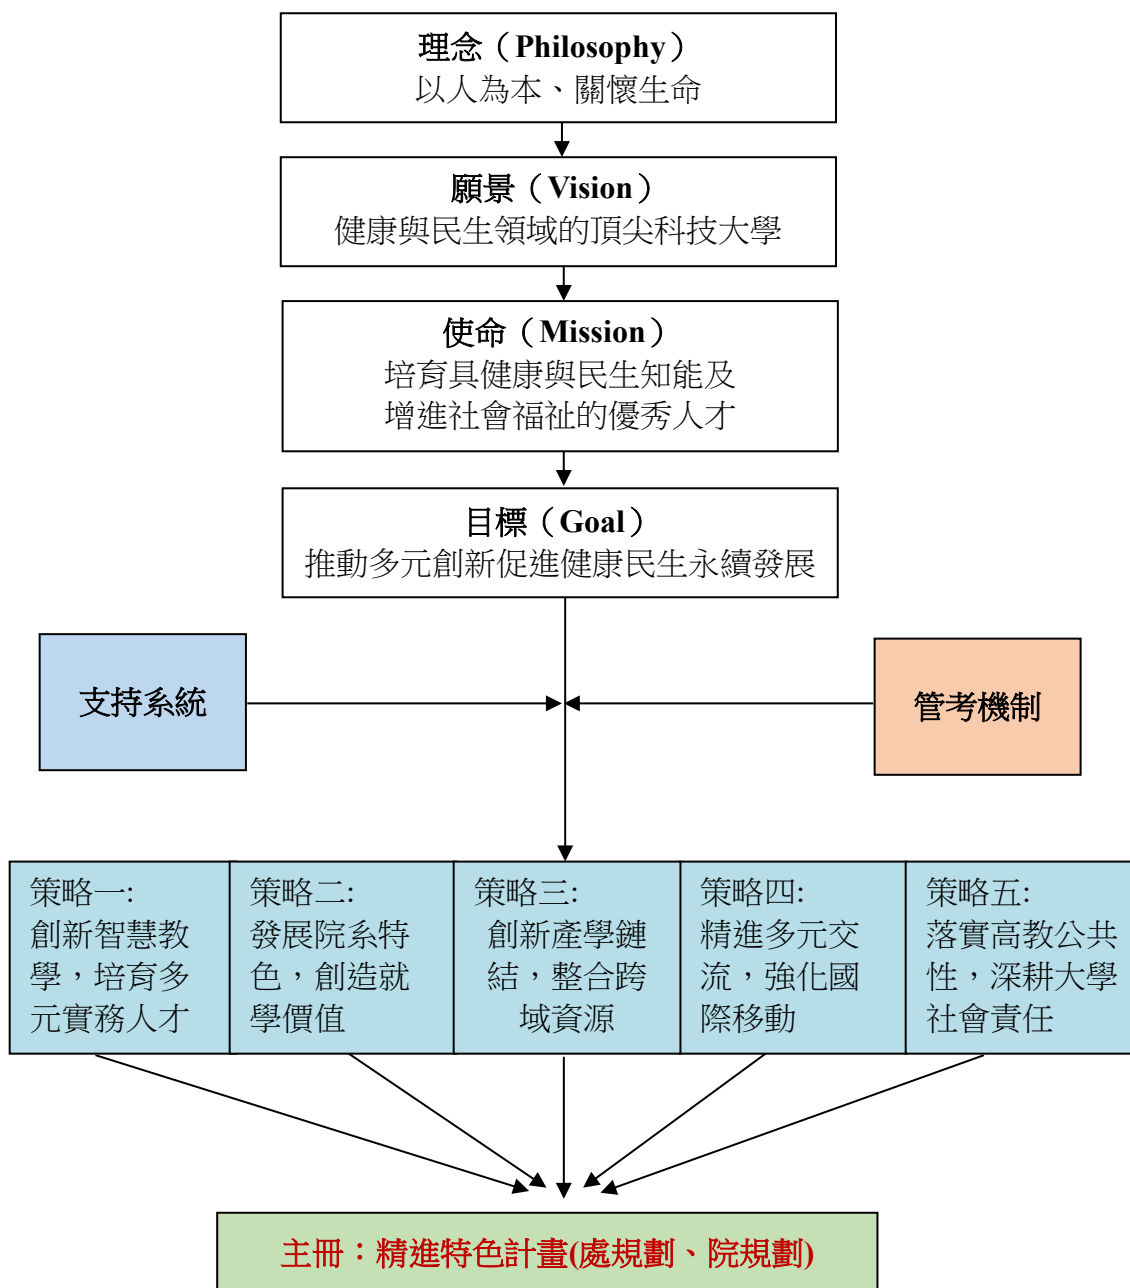 理念（Philosophy）
以人為本、關懷生命
願景（Vision）
健康與民生領域的頂尖科技大學
使命（Mission）
培育具健康與民生知能及
增進社會福祉的優秀人才
目標（Goal）
推動多元創新促進健康民生永續發展
支持系統
管考機制
策略一:
創新智慧教
學，培育多
元實務人才
策略二:
發展院系特
色，創造就
學價值
策略三:
創新產學鏈
結，整合跨
域資源
策略四:
精進多元交
流，強化國
際移動
策略五:
落實高教公共
性，深耕大學
社會責任
主冊：精進特色計畫(處規劃、院規劃)